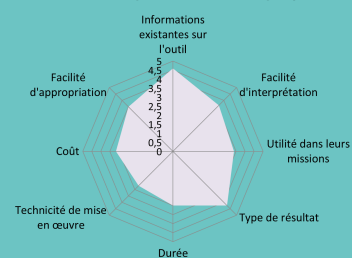 Informations
existantes sur
l'outil
5
4,5
4
3,5
3
2,5
2
1,5
1
0,5
0
Facilité
d'interprétation
Utilité dans leurs
missions
Type de résultat
Durée
Technicité de mise
en œuvre
Coût
Facilité
d'appropriation